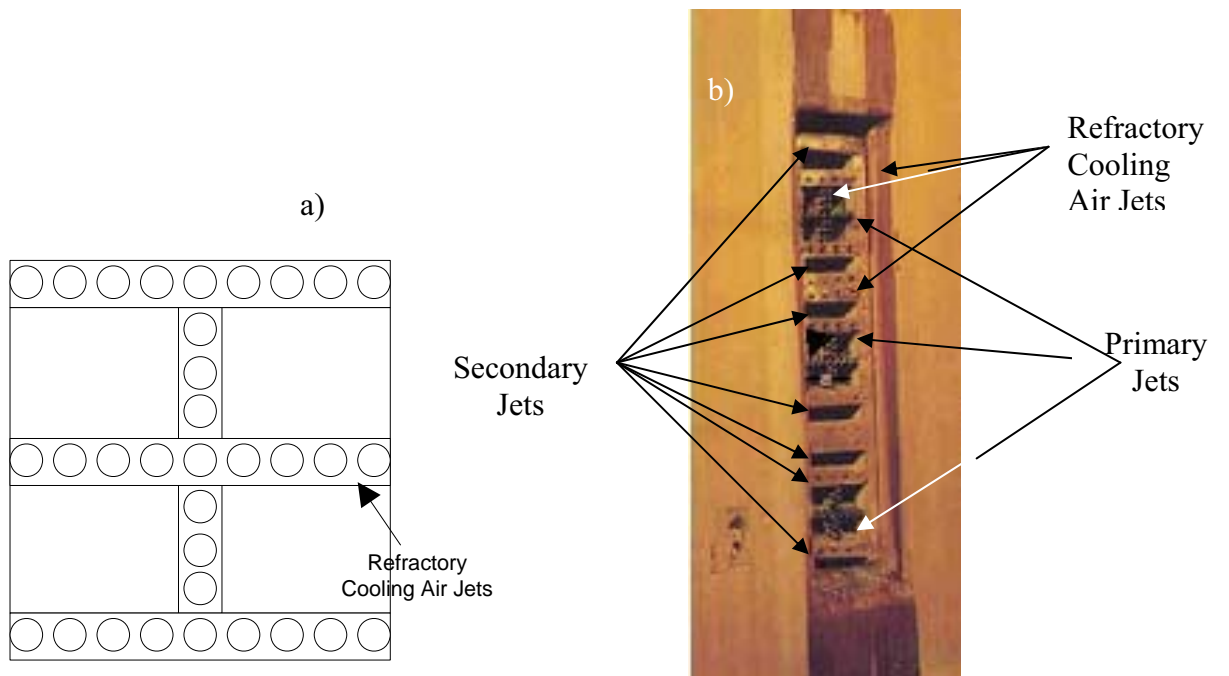 a)
Refractory
Cooling Air Jets
Secondary
Jets
b)
Refractory
Cooling
Air Jets
Primary
Jets